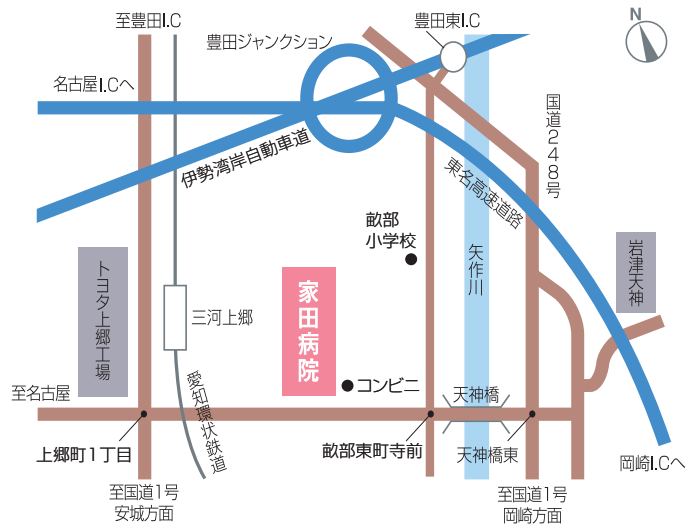 至豊田I.C
豊田東I.C
N
豊田ジャンクション
名古屋I.Cへ
国道248号
伊勢湾岸自動車道
東名高速道路
畝部
小学校
矢作川
岩津天神
トヨタ上郷工場
家田病院
三河上郷
愛知環状鉄道
至名古屋
コンビニ
天神橋
上郷町1丁目
畝部東町寺前
天神橋東
岡崎I.Cへ
至国道1号
安城方面
至国道1号
岡崎方面